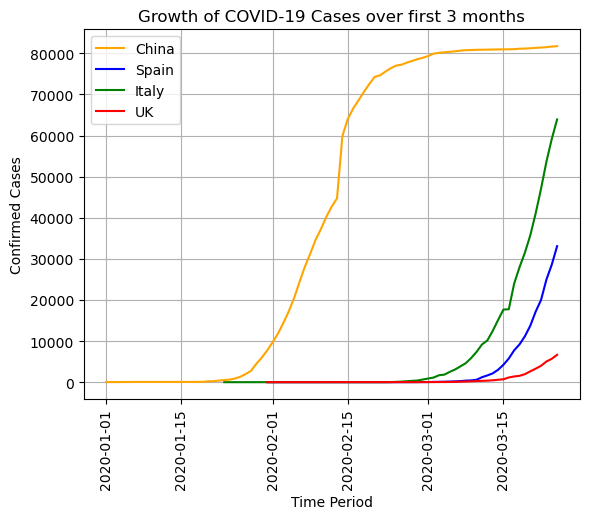 Growth of COVID-19 Cases over first 3 months
China
Spain
Italy
UK
Confirmed Cases
80000
70000
60000
50000
40000
30000
20000
10000
0
2020-01-01
2020-01-15
2020-02-01
2020-02-15
2020-03-01
2020-03-15
Time Period